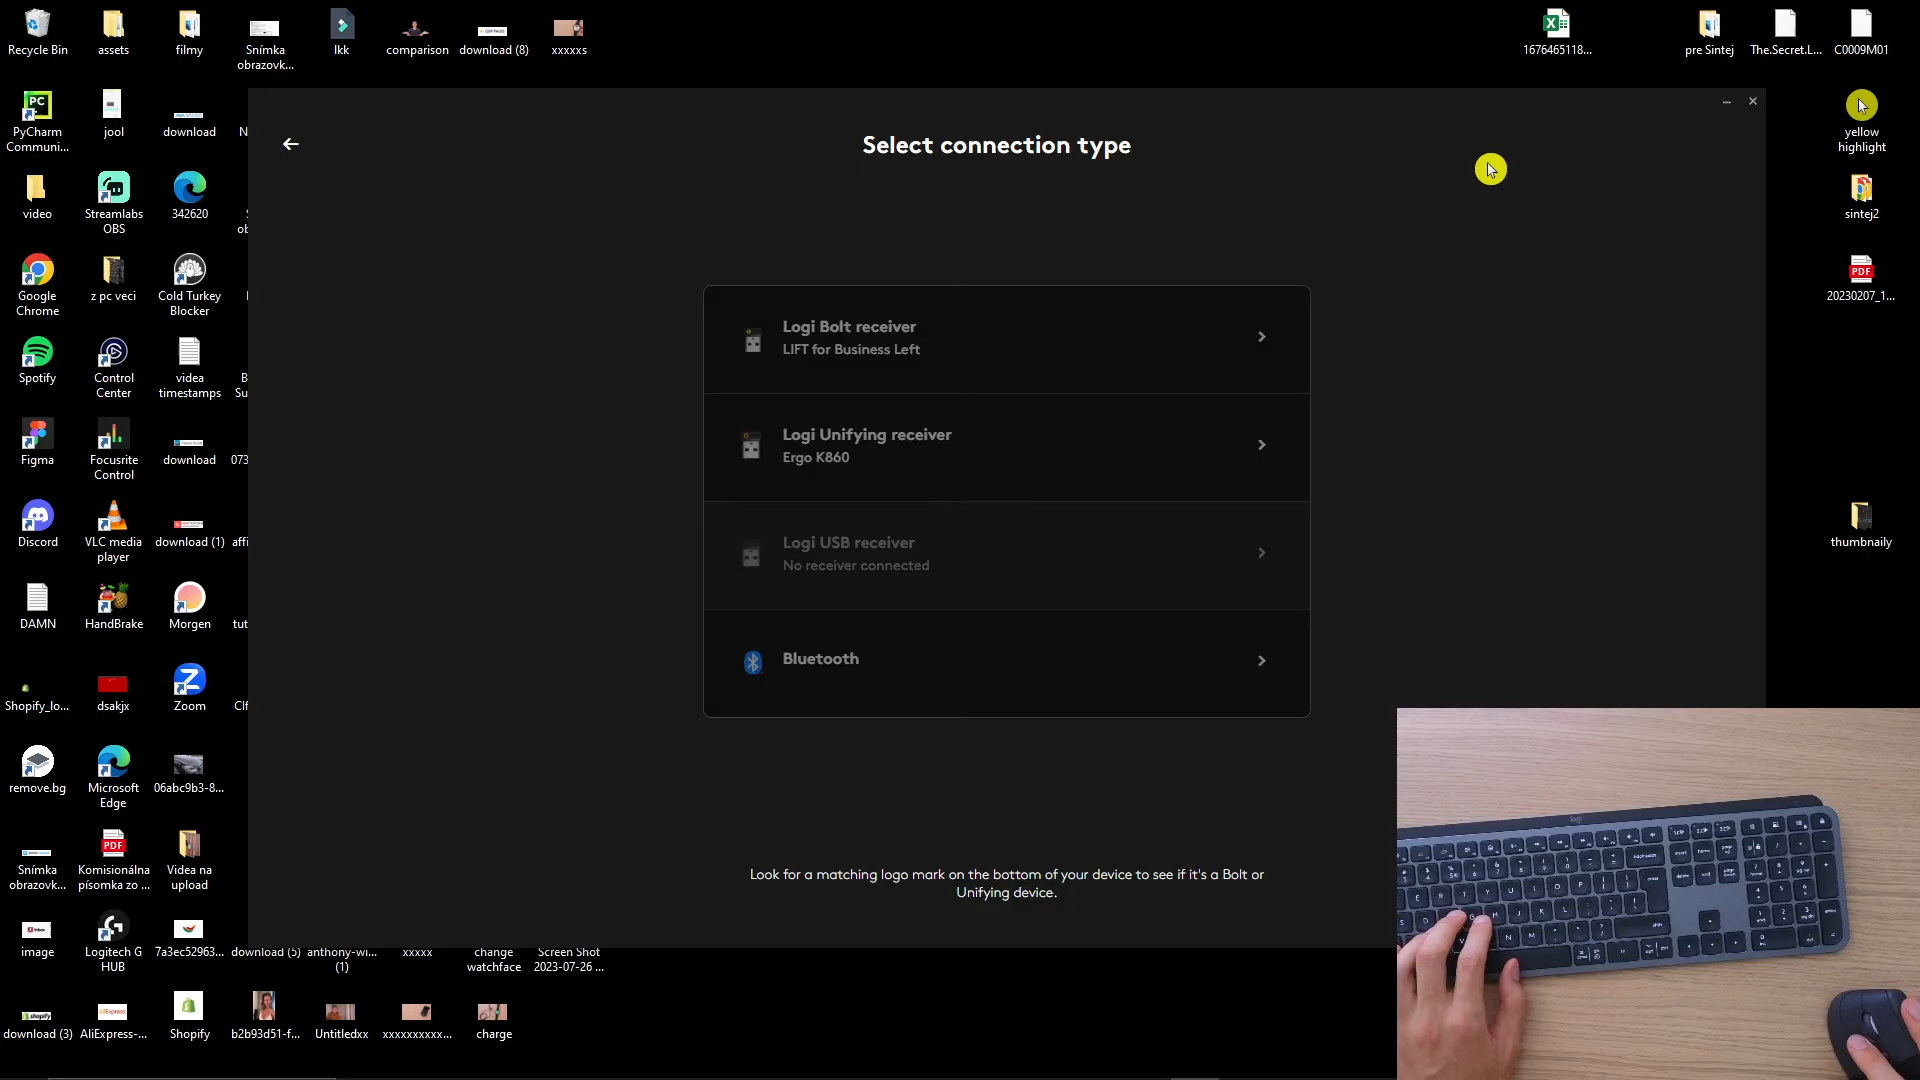 Recycle Bin
assets
filmy
Snímka
obrazovk...
lkk
comparison
download (8)
xxxxxs
1676465118...
pre Sintej
The.Secret.L...
C0009M01
PyCharm
Communi...
jool
download
yellow
highlight
Select connection type
video
Streamlabs
OBS
342620
sintej2
Google
Chrome
z pc veci
Cold Turkey
Blocker
20230207_1...
Logi Bolt receiver
LIFT for Business Left
Spotify
Control
Center
videa
timestamps
Logi Unifying receiver
Ergo K860
Figma
Focusrite
Control
download
073
Logi USB receiver
No receiver connected
Discord
VLC media
player
download (1)
affi
thumbnaily
DAMN
HandBrake
Morgen
tut
Bluetooth
Shopify_lo...
dsakjx
Zoom
remove.bg
Microsoft
Edge
06abc9b3-8...
Snímka
obrazovk...
Komisionálna
písomka zo ...
Videa na
upload
Look for a matching logo mark on the bottom of your device to see if it's a Bolt or
Unifying device.
image
Logitech G
HUB
7a3ec52963...
download (5)
anthony-wi...
(1)
xxxxx
change
watchface
Screen Shot
2023-07-26 ...
download (3)
AliExpress-...
Shopify
b2b93d51-f...
Untitledxx
xxxxxxxxxx...
charge